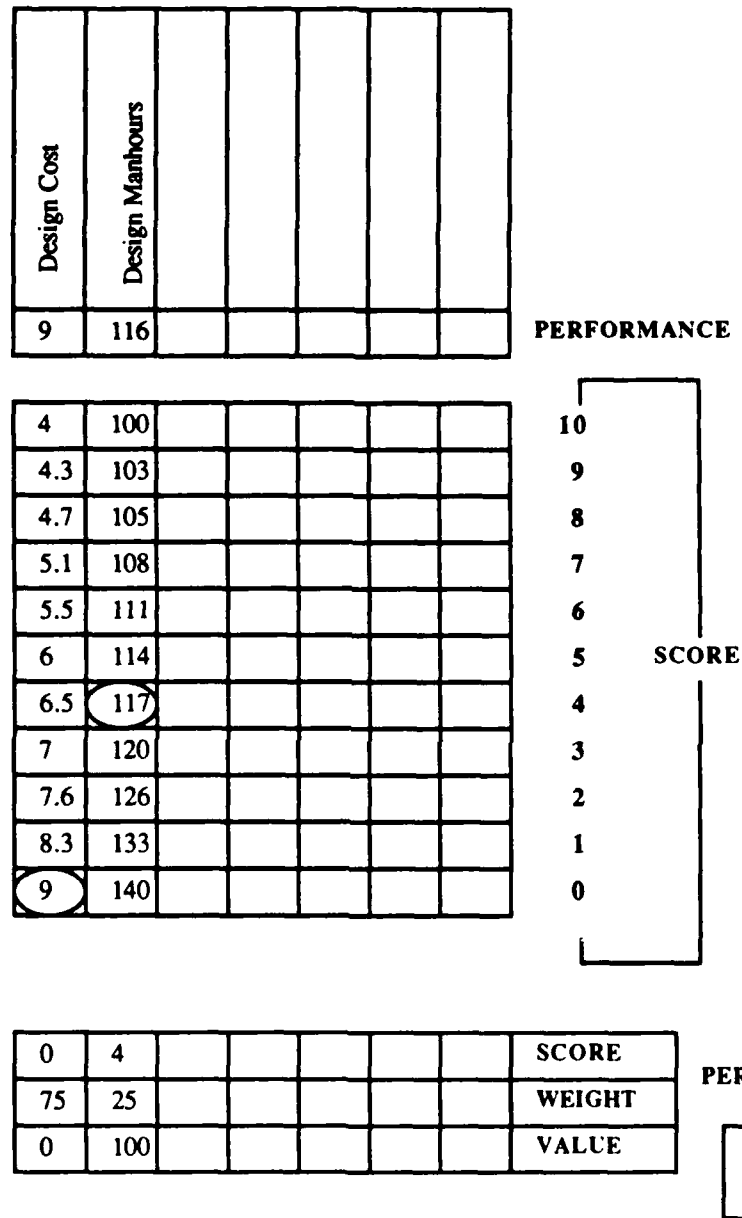 Design Cost
Design Manhours
9 116 PERFORMANCE
4 100 10
4.3 103 9
4.7 105 8
5.1 108 7
5.5 111 6
6 114 5 SCORE
6.5 117 4
7 120 3
7.6 126 2
8.3 133 1
9 140 0
0 4 SCORE
75 25 WEIGHT
0 100 VALUE
PER